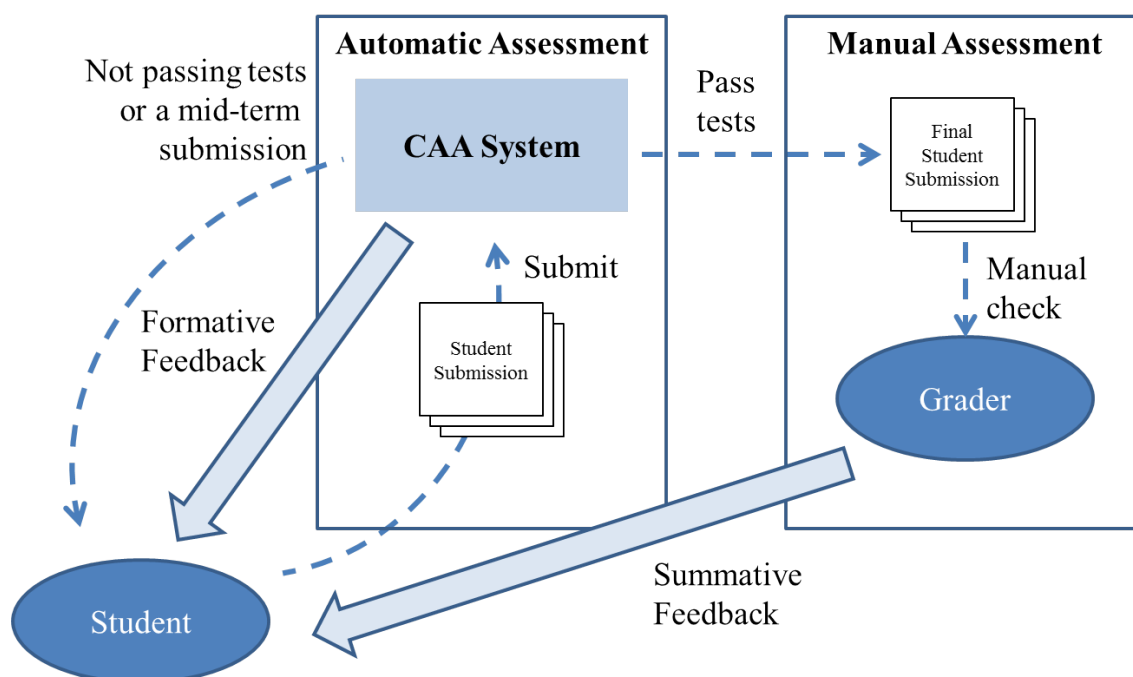 Automatic Assessment
Manual Assessment
Not passing tests
or a mid-term
submission
CAA System
Pass
tests
Final
Student
Submission
Submit
Manual
check
Formative
Feedback
Student
Submission
Grader
Summative
Feedback
Student